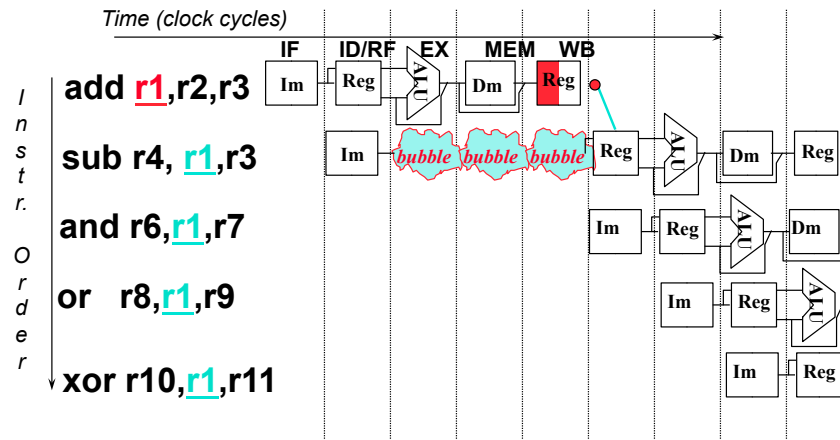 Time (clock cycles)
IF ID/RF EX MEM WB
Instr. Order
add r1,r2,r3 Im Reg ALU Dm Reg
sub r4, r1,r3 Im bubble bubble bubble Reg ALU Dm Reg
and r6,r1,r7 Im Reg ALU Dm
or r8,r1,r9 Im Reg ALU
xor r10,r1,r11 Im Reg